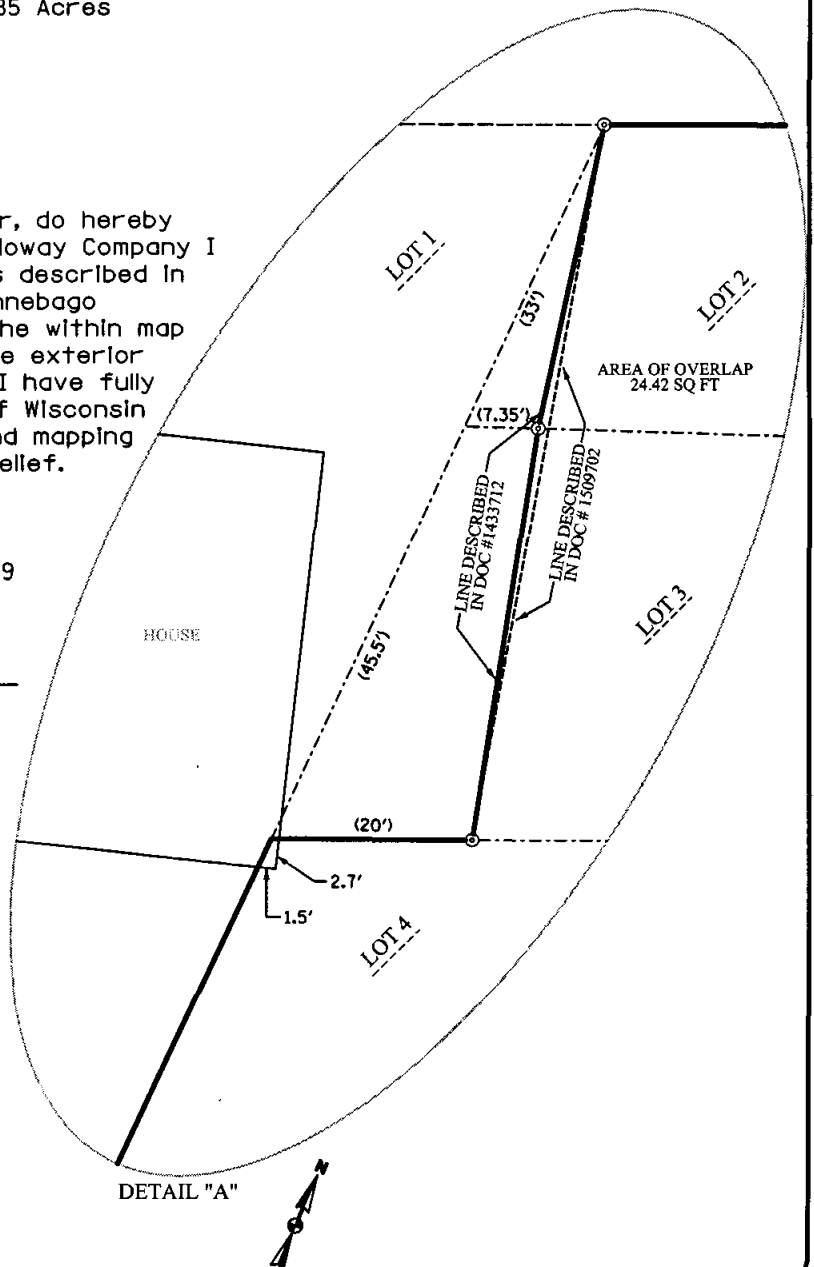 35 Acres
r, do hereby
loway Company I
s described in
nnebago
he within map
e exterior
I have fully
f Wisconsin
nd mapping
elief.
9
LOT 1
LOT 2
(33')
AREA OF OVERLAP
24.42 SQ FT
(7.35')
LINE DESCRIBED
IN DOC #1433712
LINE DESCRIBED
IN DOC # 1509702
LOT 3
HOUSE
(45.5')
(20')
2.7'
1.5'
LOT 4
DETAIL "A"
N